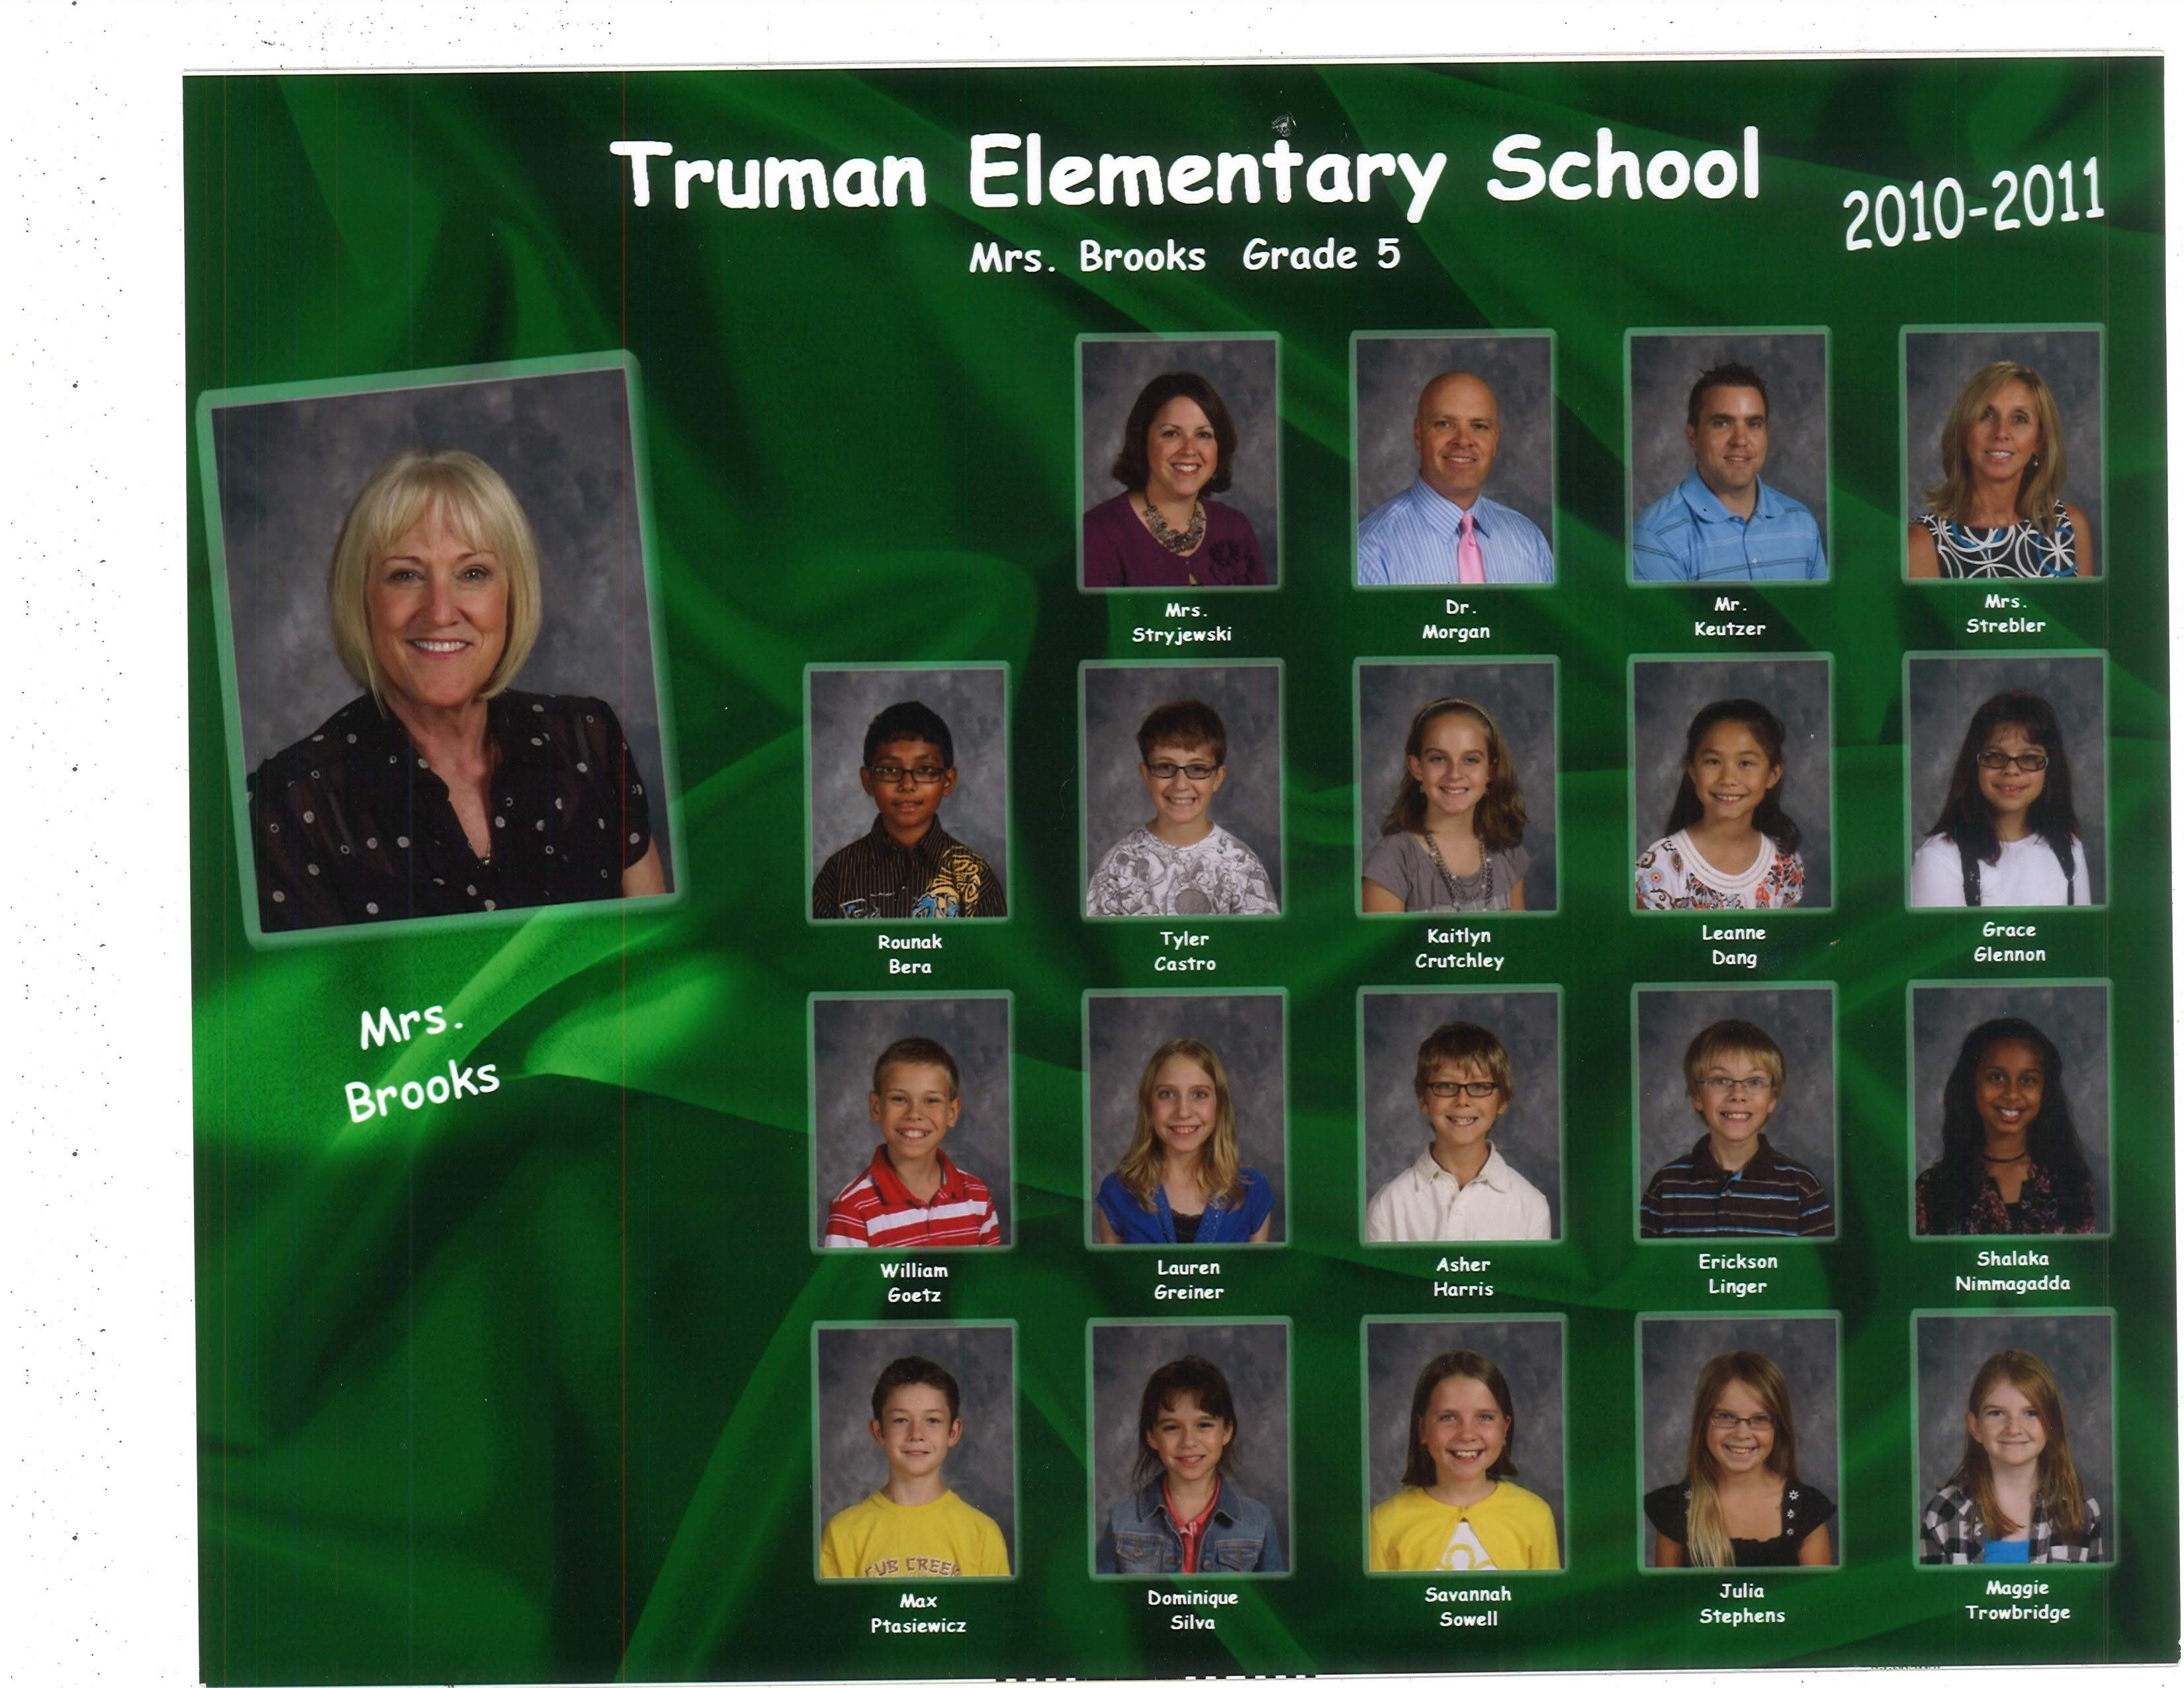 Truman Elementary School
2010-2011
Mrs. Brooks Grade 5
Mrs.
Stryjewski
Dr.
Morgan
Mr.
Keutzer
Mrs.
Strebler
Mrs.
Brooks
Rounak
Bera
Tyler
Castro
Kaitlyn
Crutchley
Leanne
Dang
Grace
Glennon
William
Goetz
Lauren
Greiner
Asher
Harris
Erickson
Linger
Shalaka
Nimmagadda
CUB CREEK
Max
Ptasiewicz
Dominique
Silva
Savannah
Sowell
Julia
Stephens
Maggie
Trowbridge